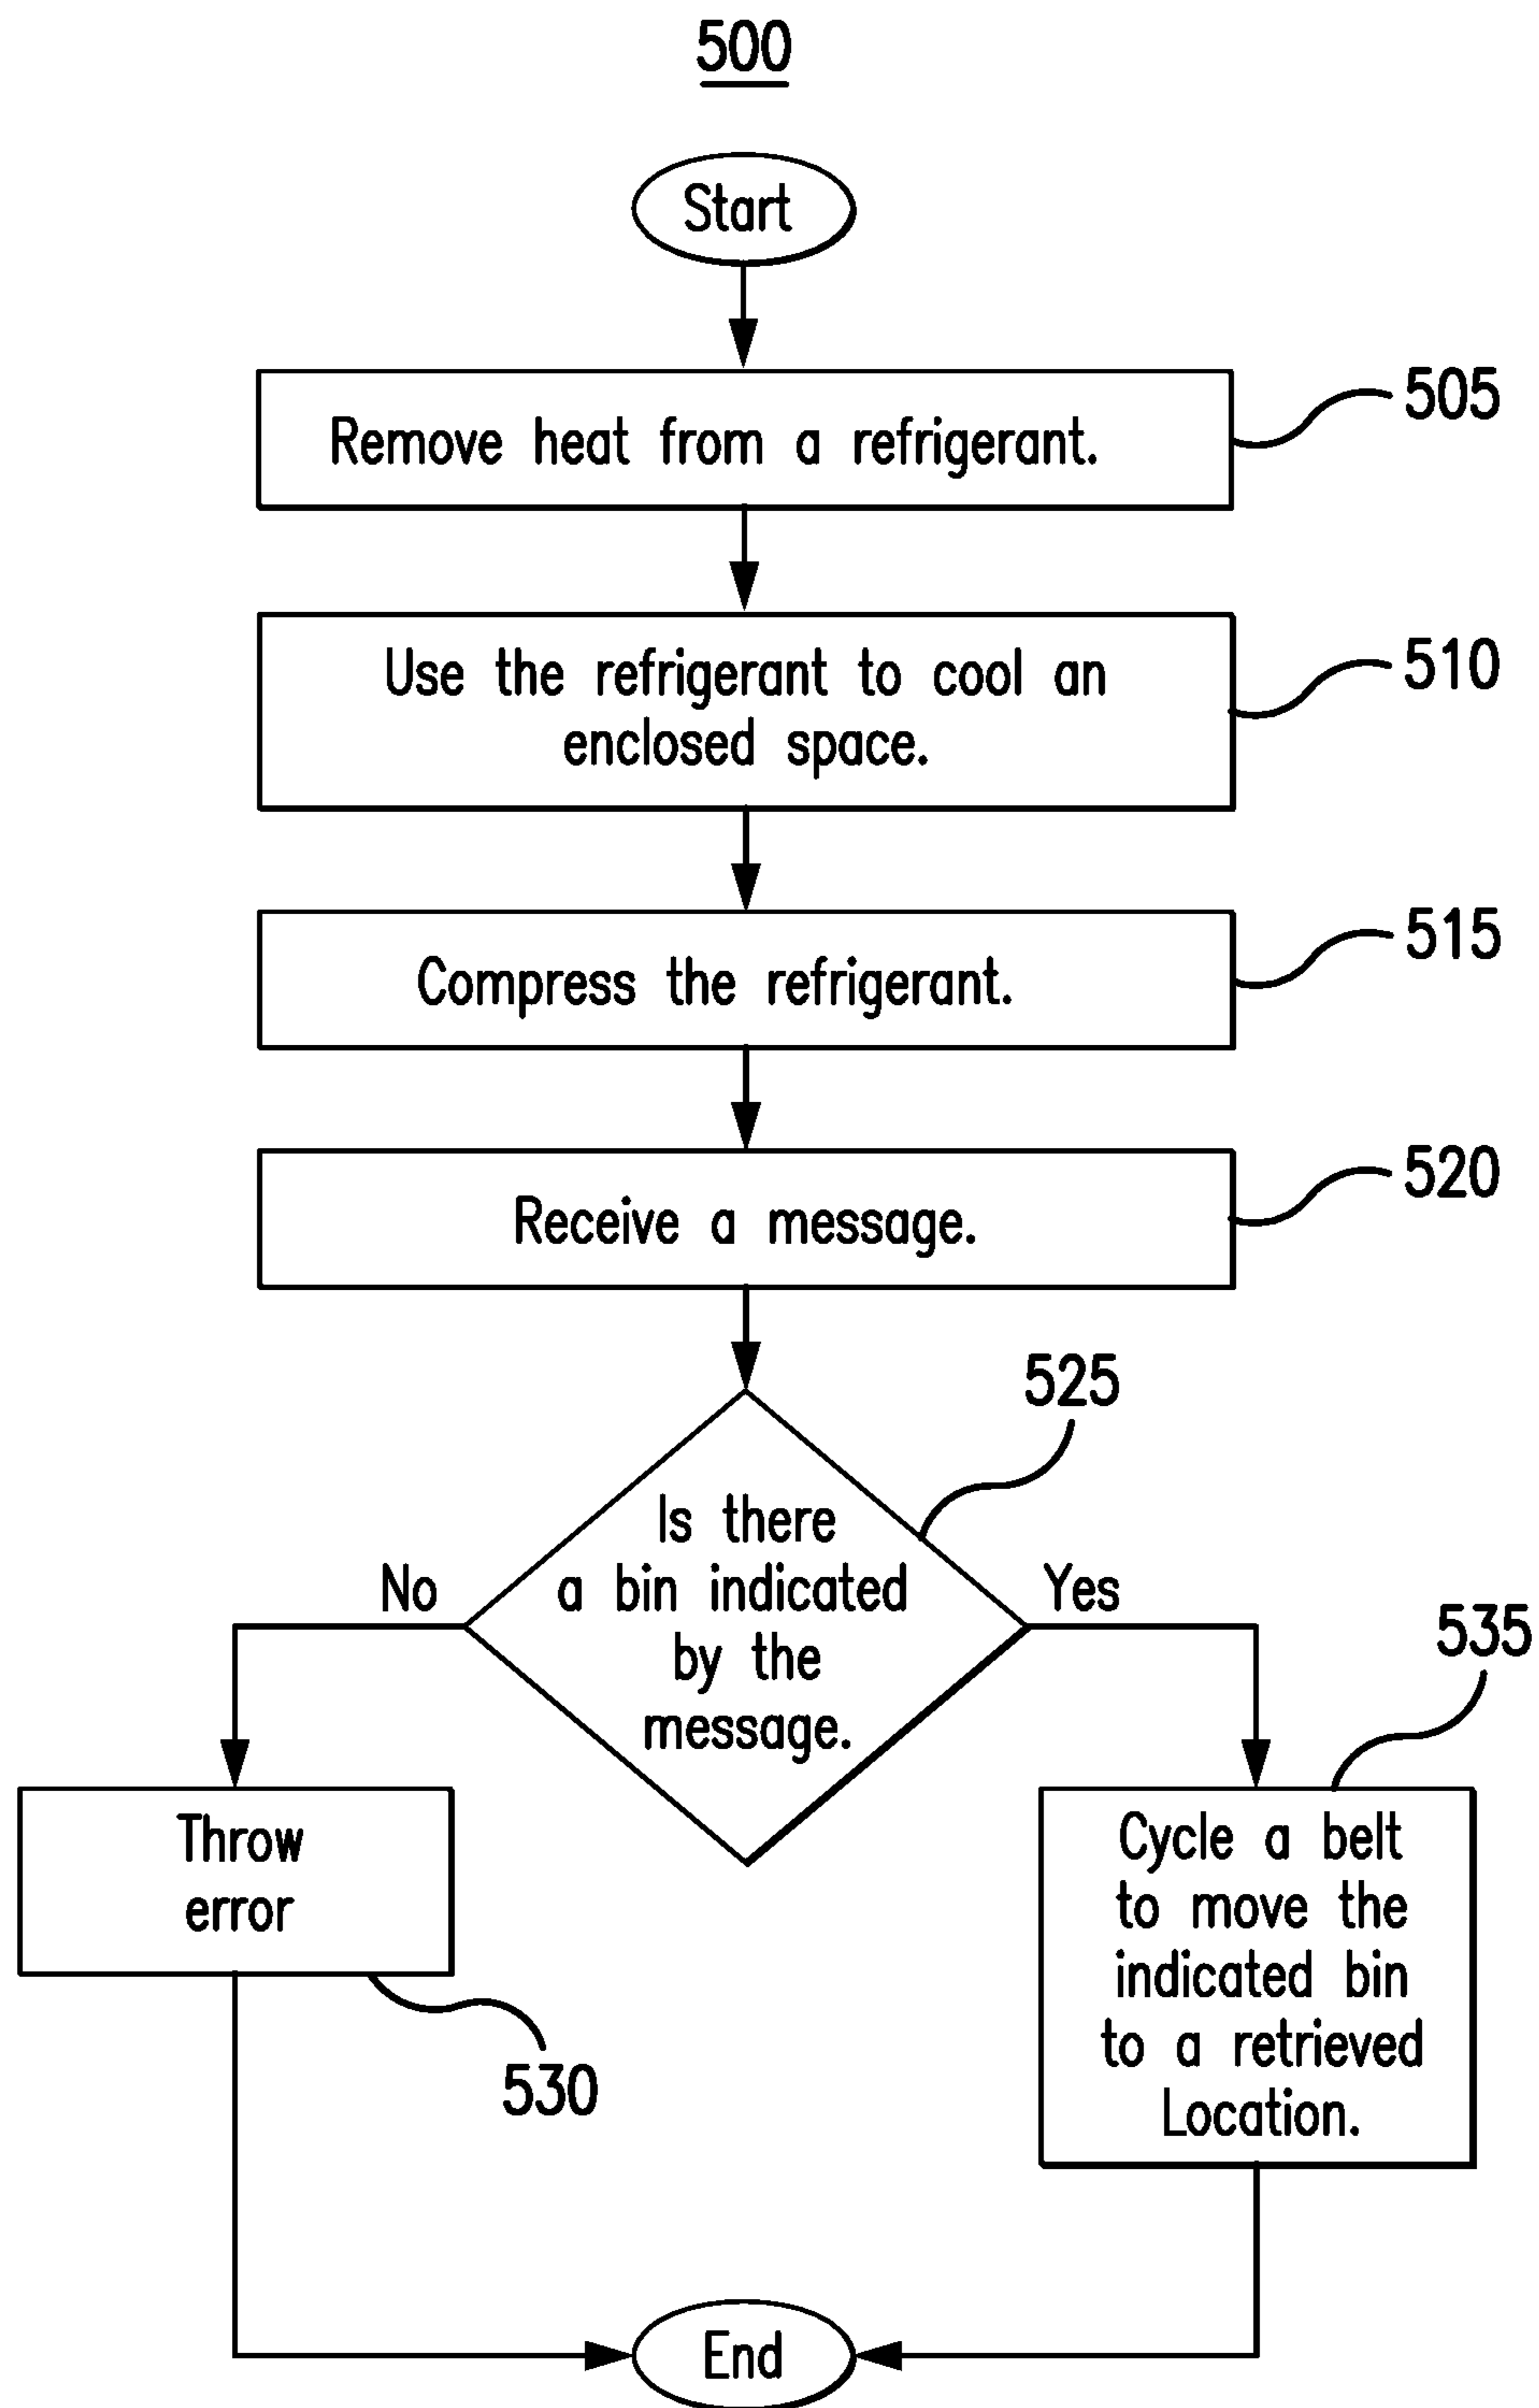 500
Start
Remove heat from a refrigerant.
505
Use the refrigerant to cool an
enclosed space.
510
Compress the refrigerant.
515
Receive a message.
520
525
Is there
a bin indicated
by the
message.
No
Yes
535
Throw
error
530
Cycle a belt
to move the
indicated bin
to a retrieved
Location.
End